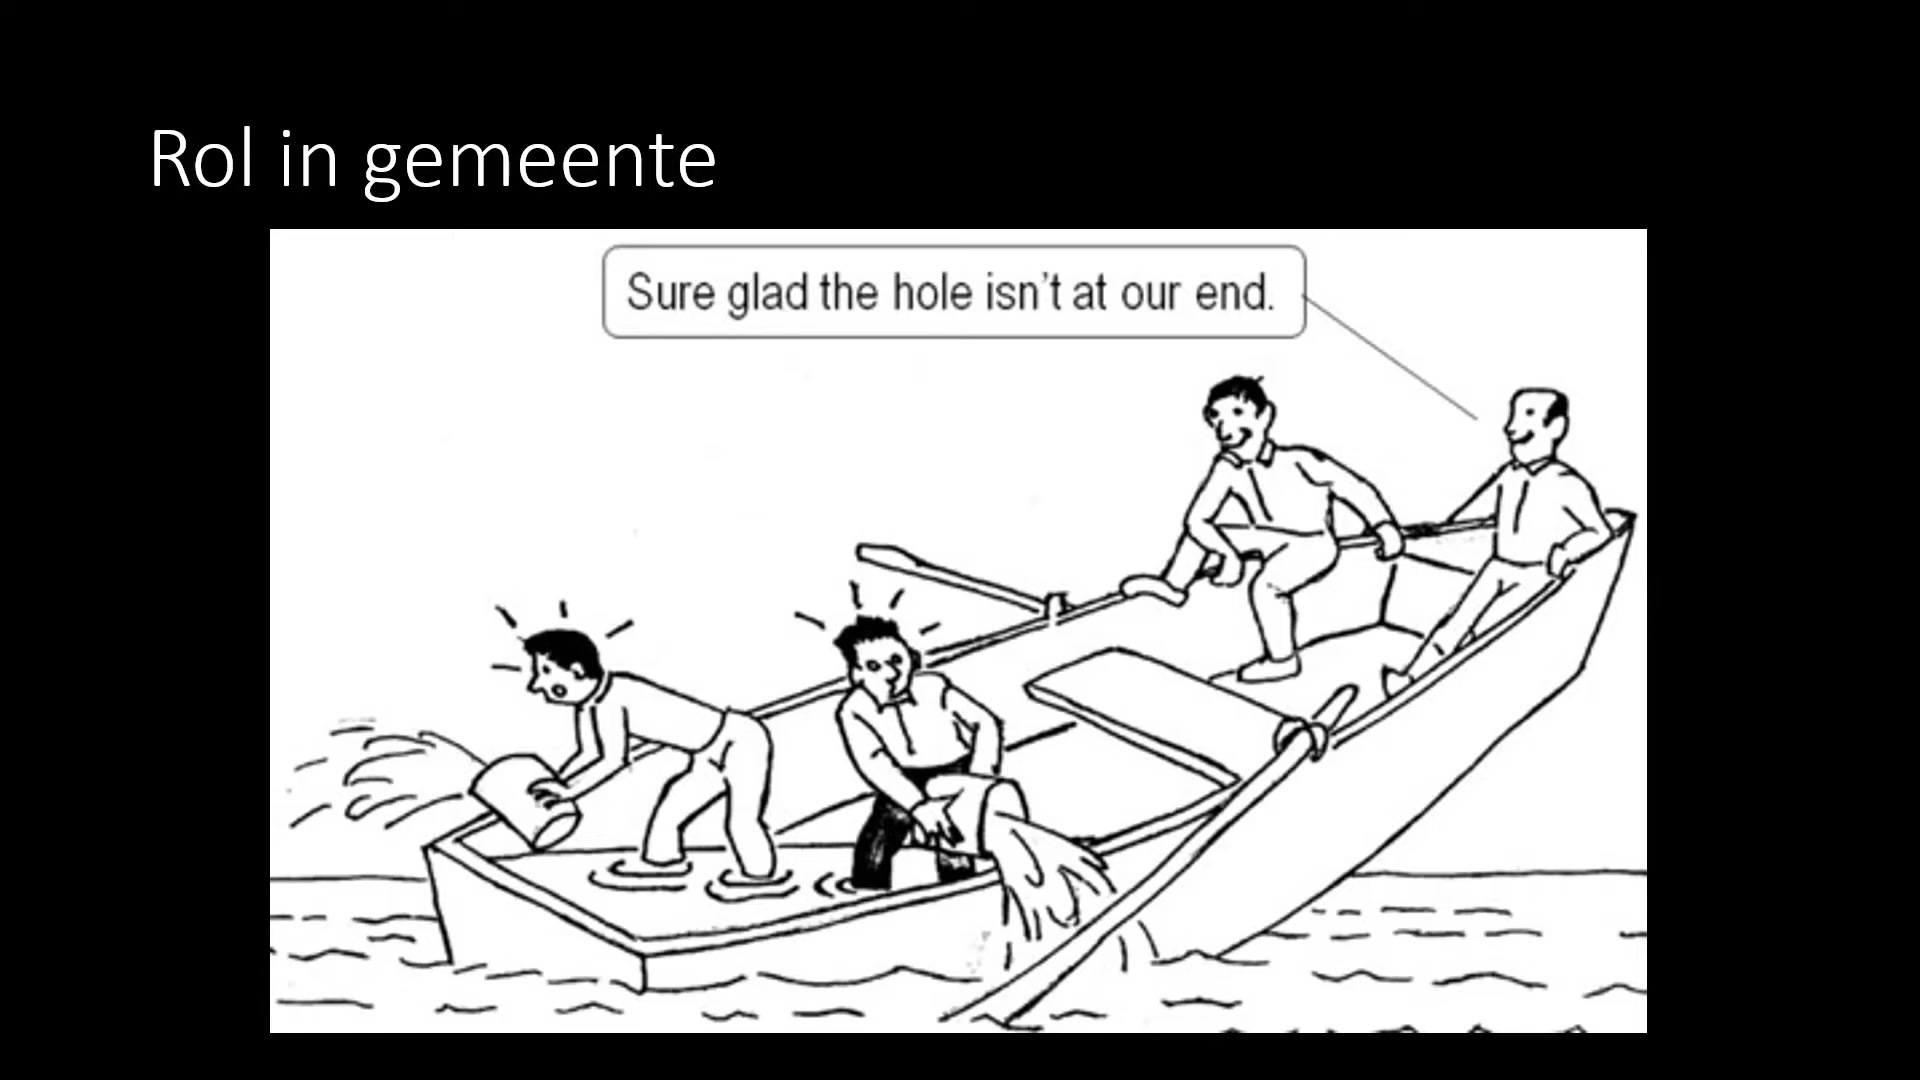 Rol in gemeente
Sure glad the hole isn't at our end.